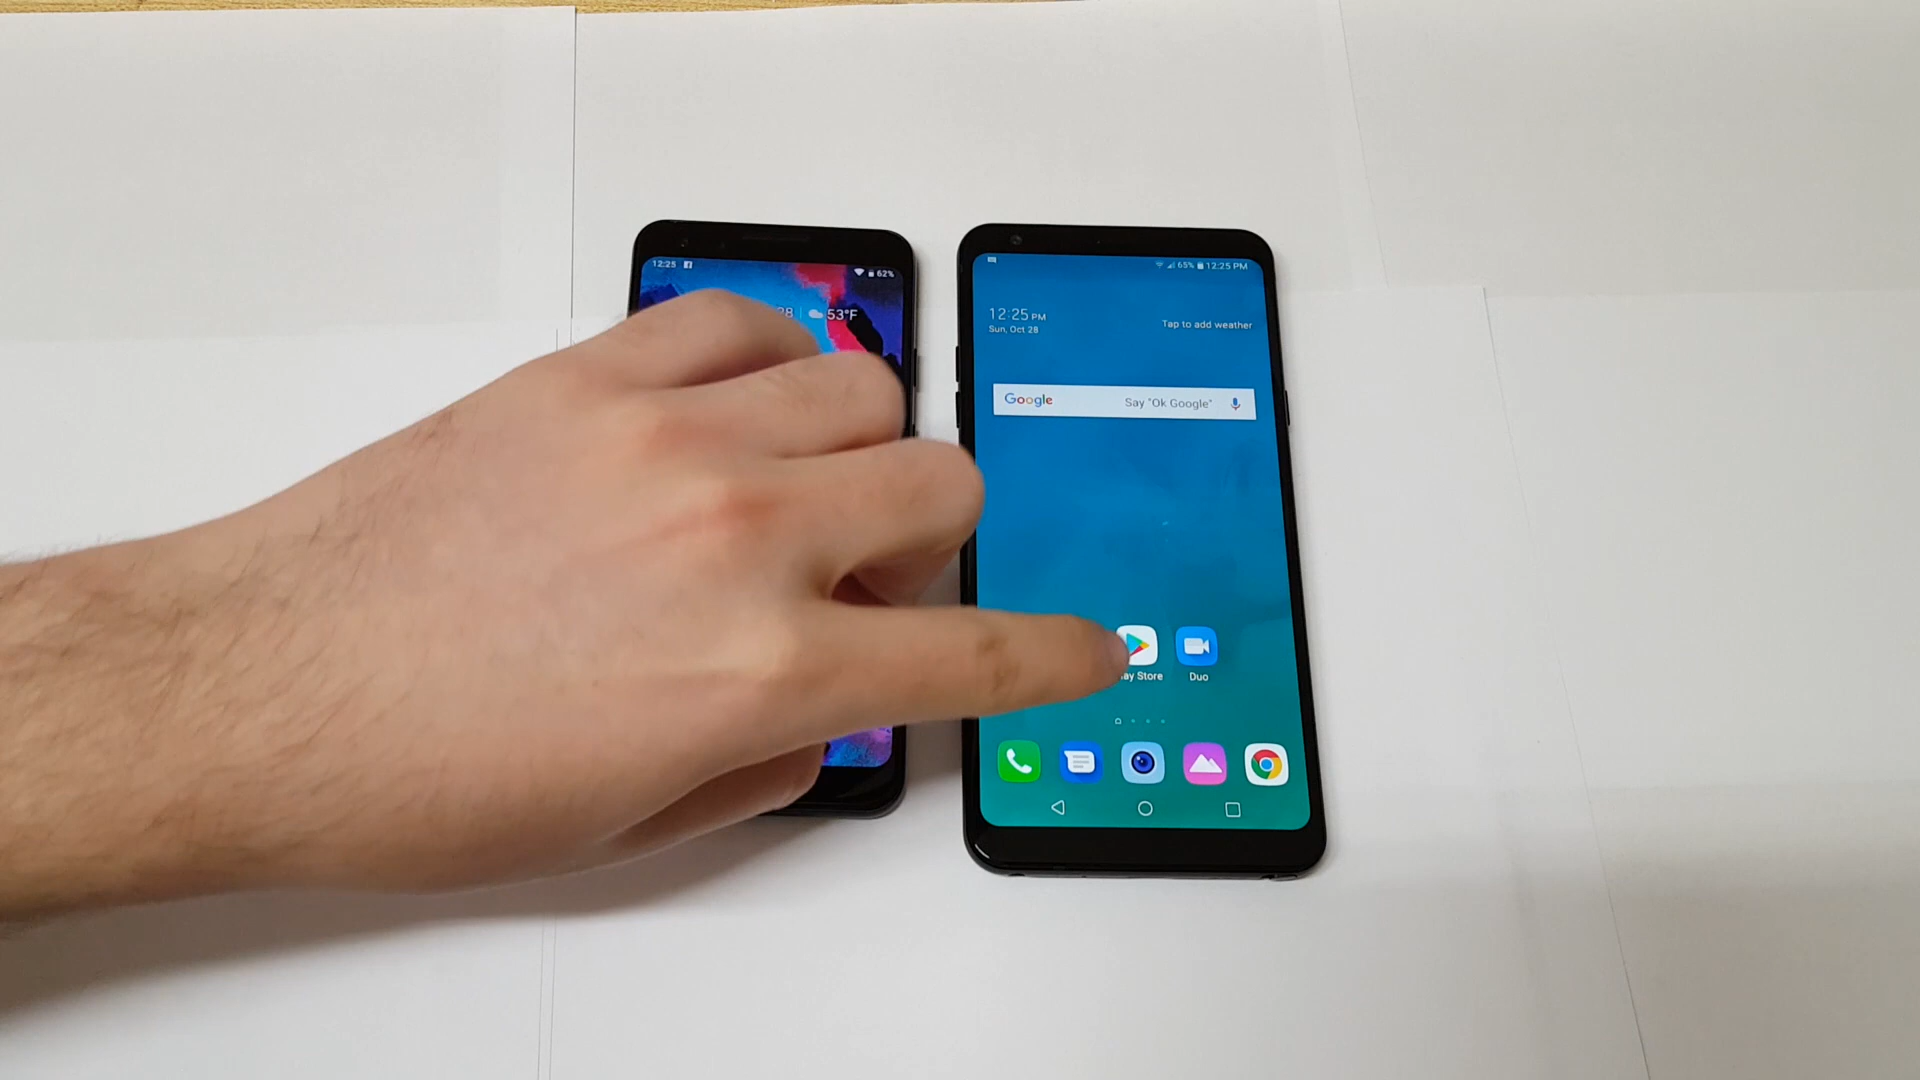 12:25
62%
28 | 53°F
65% 12:25 PM
12:25 PM
Sun, Oct 28
Tap to add weather
Google
Say "Ok Google"
ay Store
Duo